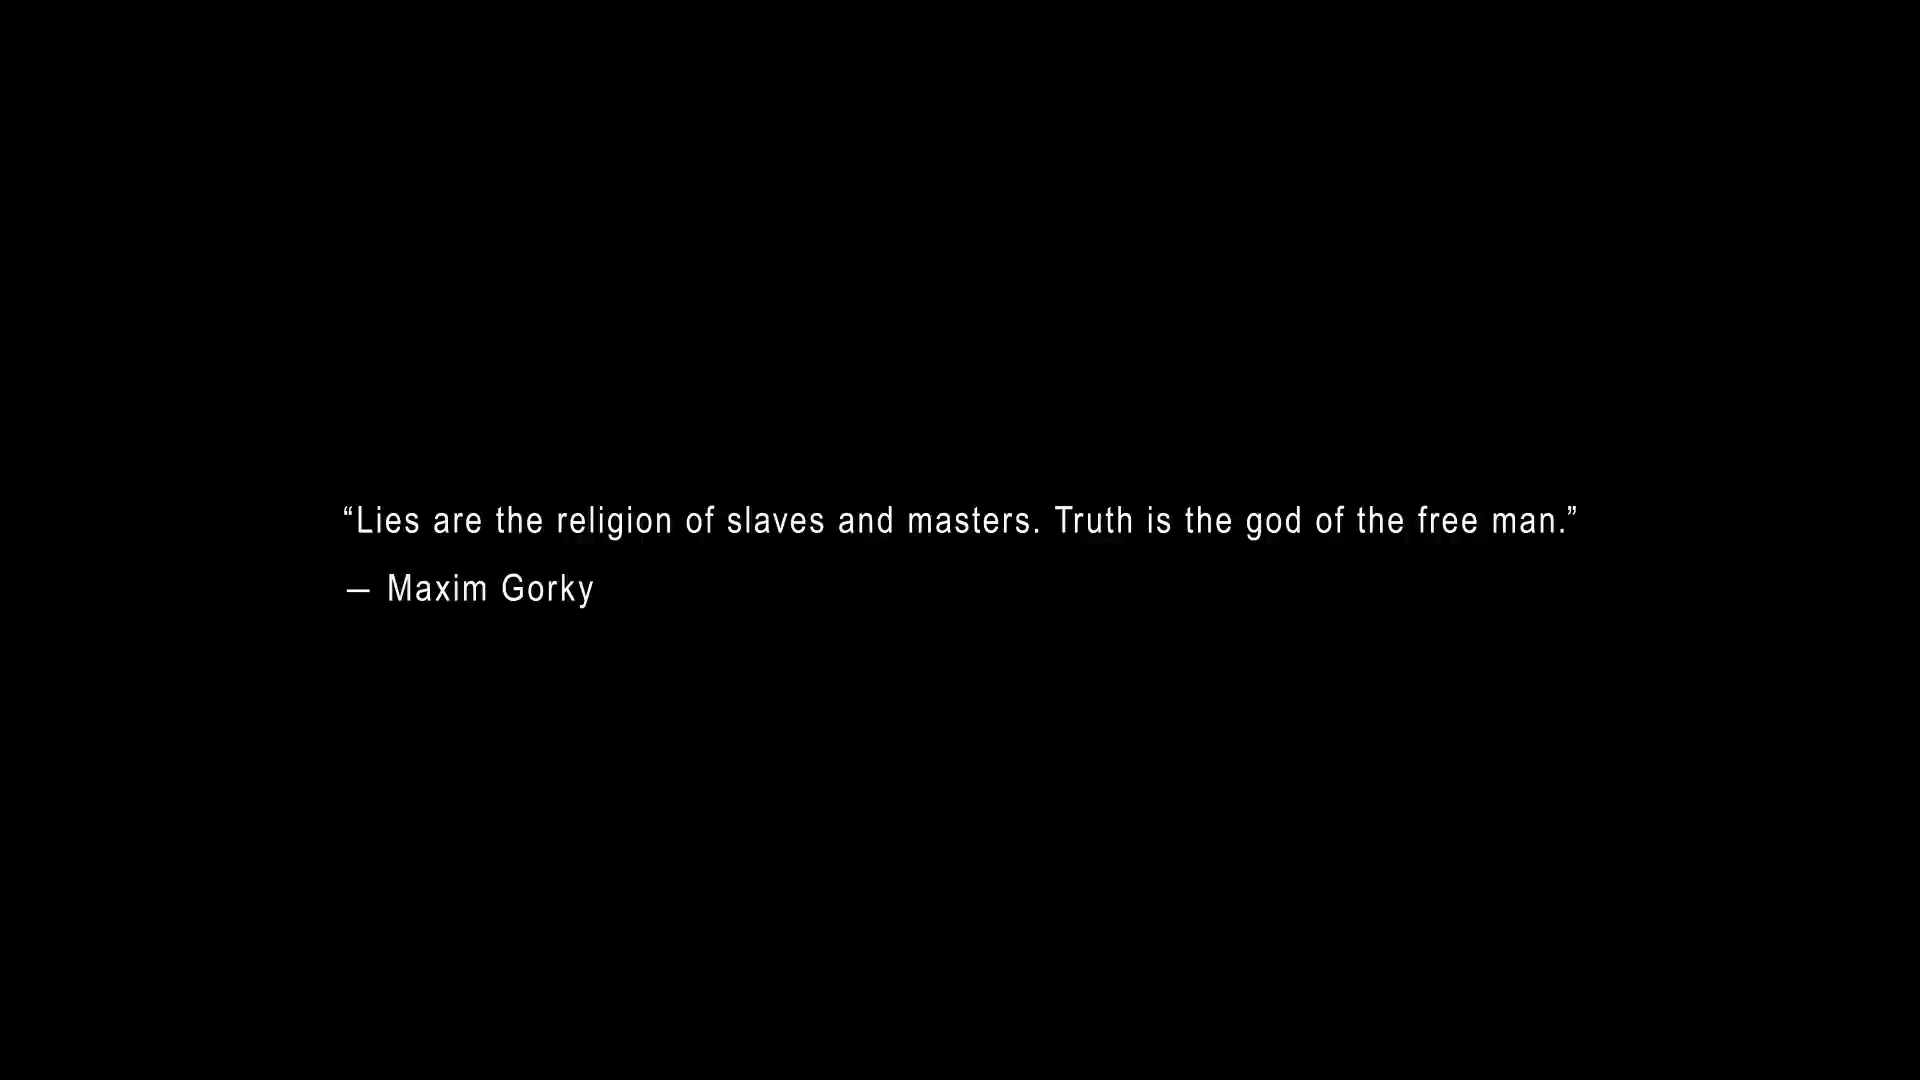 “Lies are the religion of slaves and masters. Truth is the god of the free man.”
— Maxim Gorky